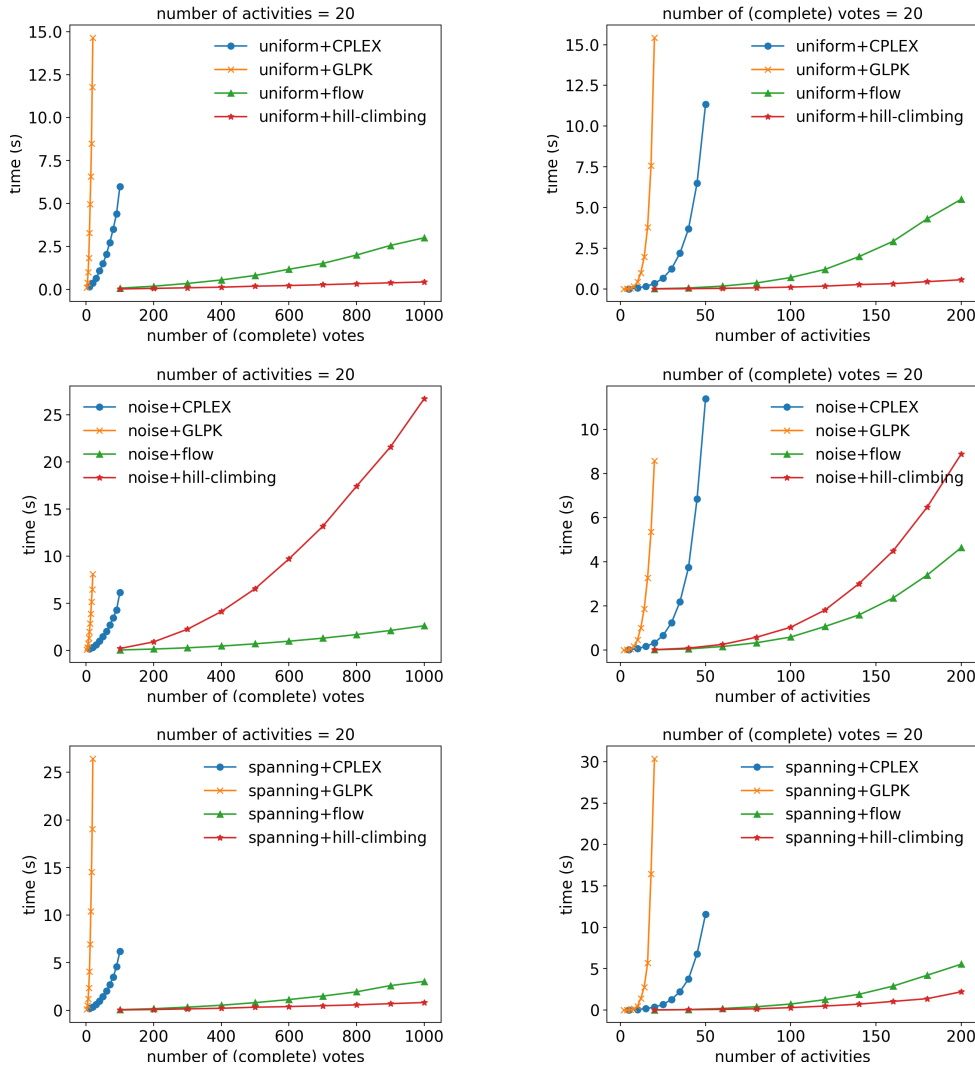 number of activities = 20
time (s)
15.0
12.5
10.0
7.5
5.0
2.5
0.0
uniform+CPLEX
uniform+GLPK
uniform+flow
uniform+hill-climbing
0 200 400 600 800 1000
number of (complete) votes
number of (complete) votes = 20
time (s)
15.0
12.5
10.0
7.5
5.0
2.5
0.0
uniform+CPLEX
uniform+GLPK
uniform+flow
uniform+hill-climbing
0 50 100 150 200
number of activities
number of activities = 20
time (s)
25
20
15
10
5
0
noise+CPLEX
noise+GLPK
noise+flow
noise+hill-climbing
0 200 400 600 800 1000
number of (complete) votes
number of (complete) votes = 20
time (s)
10
8
6
4
2
0
noise+CPLEX
noise+GLPK
noise+flow
noise+hill-climbing
0 50 100 150 200
number of activities
number of activities = 20
time (s)
25
20
15
10
5
0
spanning+CPLEX
spanning+GLPK
spanning+flow
spanning+hill-climbing
0 200 400 600 800 1000
number of (complete) votes
number of (complete) votes = 20
time (s)
30
25
20
15
10
5
0
spanning+CPLEX
spanning+GLPK
spanning+flow
spanning+hill-climbing
0 50 100 150 200
number of activities